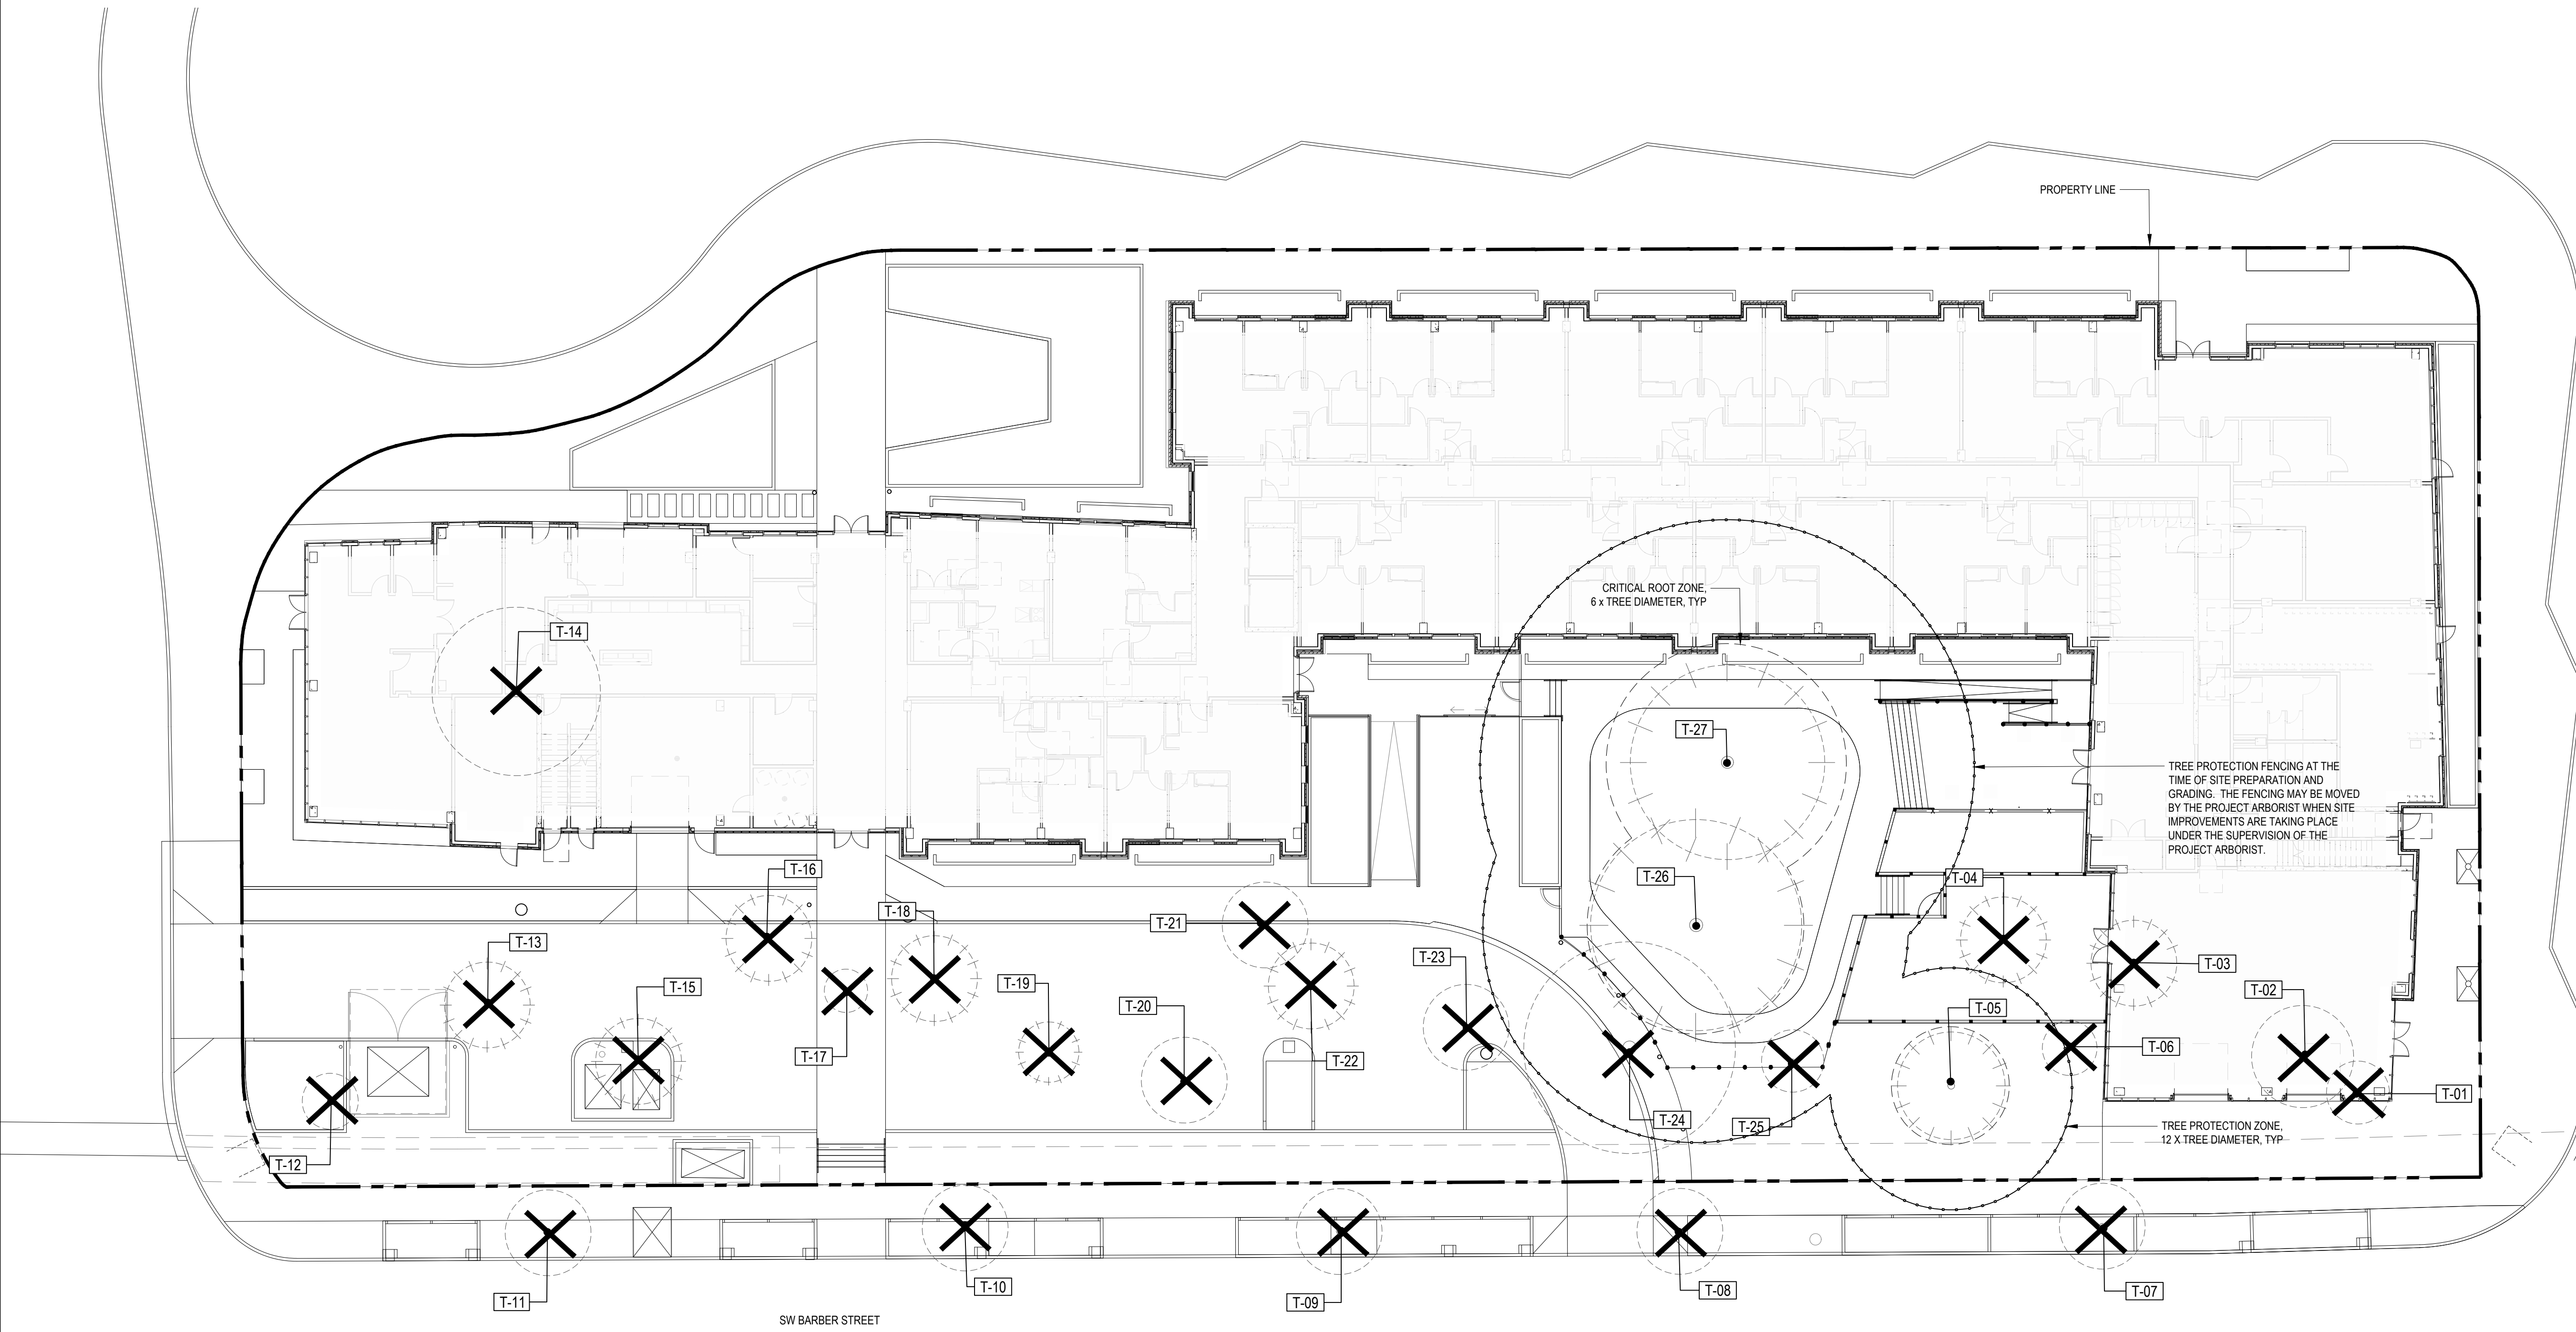 PROPERTY LINE
CRITICAL ROOT ZONE,
6 x TREE DIAMETER, TYP
T-14
T-27
TREE PROTECTION FENCING AT THE
TIME OF SITE PREPARATION AND
GRADING.  THE FENCING MAY BE MOVED
BY THE PROJECT ARBORIST WHEN SITE
IMPROVEMENTS ARE TAKING PLACE
UNDER THE SUPERVISION OF THE
PROJECT ARBORIST.
T-16
T-26
T-04
T-18
T-21
T-13
T-23
T-03
T-15
T-19
T-02
T-20
T-05
T-17
T-22
T-06
T-01
T-24
T-25
TREE PROTECTION ZONE,
12 X TREE DIAMETER, TYP
T-12
T-11
T-10
T-09
T-08
T-07
SW BARBER STREET